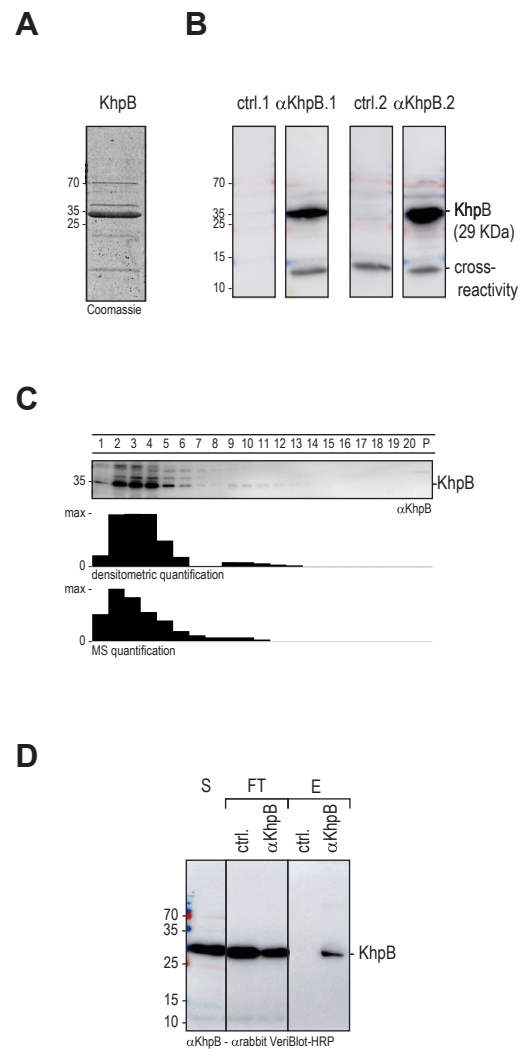 A
B
KhpB
ctrl.1 αKhpB.1 ctrl.2 αKhpB.2
70
35
25
Coomassie
70
35
25
15
10
KhpB
(29 KDa)
cross-
reactivity
C
1 2 3 4 5 6 7 8 9 10 11 12 13 14 15 16 17 18 19 20 P
35
KhpB
αKhpB
max
0
densitometric quantification
max
0
MS quantification
D
S FT E
ctrl. αKhpB ctrl. αKhpB
70
35
25
15
10
KhpB
αKhpB - αrabbit VeriBlot-HRP